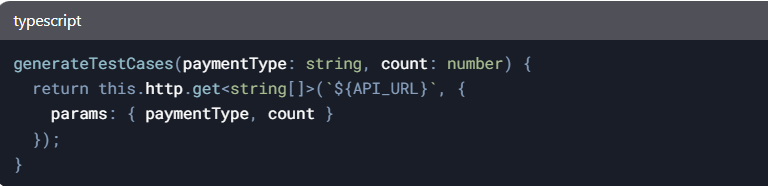 typescript
generateTestCases(paymentType: string, count: number) {
  return this.http.get<string[]>(`${API_URL}`, {
    params: { paymentType, count }
  });
}